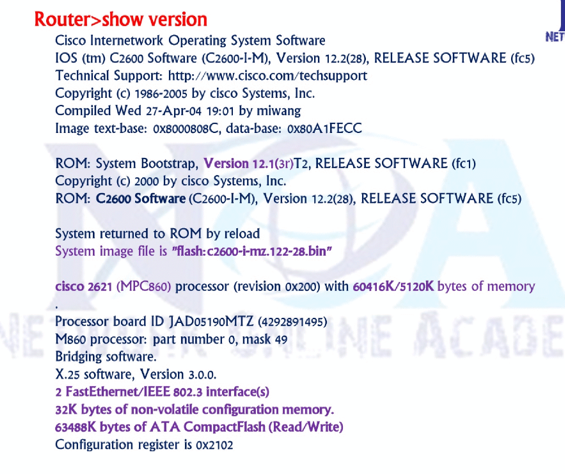 Router>show version
Cisco Internetwork Operating System Software
IOS (tm) C2600 Software (C2600-I-M), Version 12.2(28), RELEASE SOFTWARE (fc5)
Technical Support: http://www.cisco.com/techsupport
Copyright (c) 1986-2005 by cisco Systems, Inc.
Compiled Wed 27-Apr-04 19:01 by miwang
Image text-base: 0x8000808C, data-base: 0x80A1FECC
ROM: System Bootstrap, Version 12.1(3r)T2, RELEASE SOFTWARE (fc1)
Copyright (c) 2000 by cisco Systems, Inc.
ROM: C2600 Software (C2600-I-M), Version 12.2(28), RELEASE SOFTWARE (fc5)
System returned to ROM by reload
System image file is "flash:c2600-i-mz.122-28.bin"
cisco 2621 (MPC860) processor (revision 0x200) with 60416K/5120K bytes of memory
.
Processor board ID JAD05190MTZ (4292891495)
M860 processor: part number 0, mask 49
Bridging software.
X.25 software, Version 3.0.0.
2 FastEthernet/IEEE 802.3 interface(s)
32K bytes of non-volatile configuration memory.
63488K bytes of ATA CompactFlash (Read/Write)
Configuration register is 0x2102
NET
NOA
NETWORK ONLINE ACADE